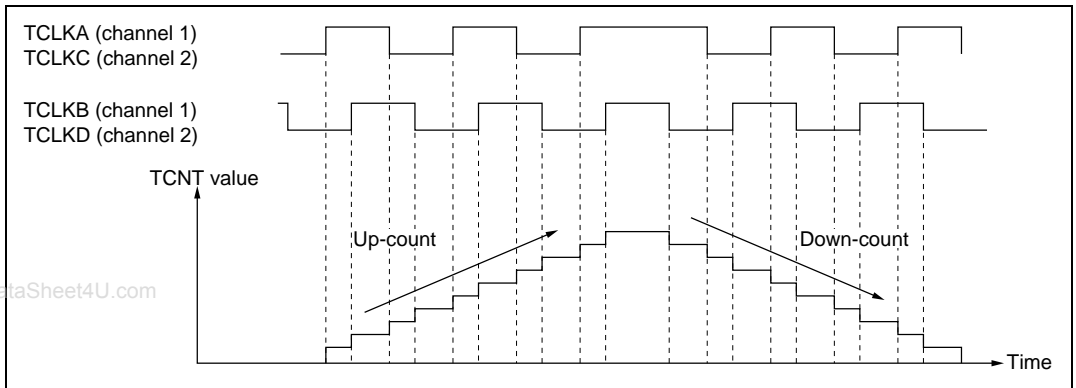 TCLKA (channel 1)
TCLKC (channel 2)
TCLKB (channel 1)
TCLKD (channel 2)
TCNT value
Up-count
Down-count
ataSheet4U.com
Time